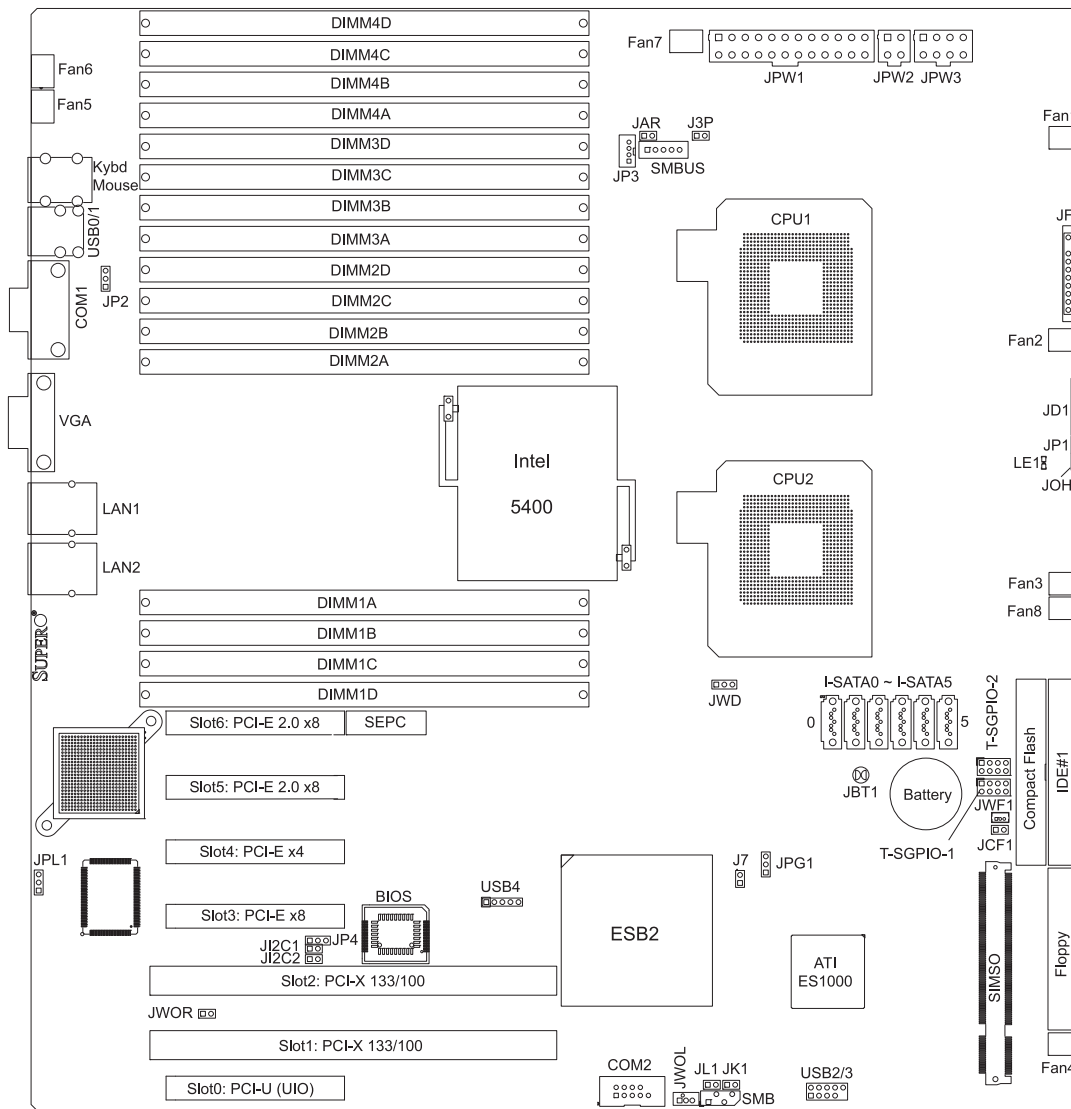 DIMM4D
DIMM4C
DIMM4B
DIMM4A
DIMM3D
DIMM3C
DIMM3B
DIMM3A
DIMM2D
DIMM2C
DIMM2B
DIMM2A
Fan6
Fan5
Kybd
Mouse
USB0/1
JP2
COM1
VGA
LAN1
LAN2
SUPER
Fan7
JPW1
JPW2
JPW3
JAR
J3P
JP3
SMBUS
Fan
CPU1
JF
Fan2
Intel
5400
CPU2
JD1
JP1
LE1
JOH
Fan3
Fan8
DIMM1A
DIMM1B
DIMM1C
DIMM1D
JWD
I-SATA0 ~ I-SATA5
0
5
T-SGPIO-2
Slot6: PCI-E 2.0 x8
SEPC
Slot5: PCI-E 2.0 x8
JBT1
Battery
JWF1
JCF1
T-SGPIO-1
Compact Flash
IDE#1
Slot4: PCI-E x4
JPL1
Slot3: PCI-E x8
BIOS
USB4
J7
JPG1
JI2C1
JP4
JI2C2
ESB2
ATI
ES1000
SIMSO
Floppy
Slot2: PCI-X 133/100
JWOR
Slot1: PCI-X 133/100
Slot0: PCI-U (UIO)
COM2
JWOL
JL1
JK1
SMB
USB2/3
Fan4